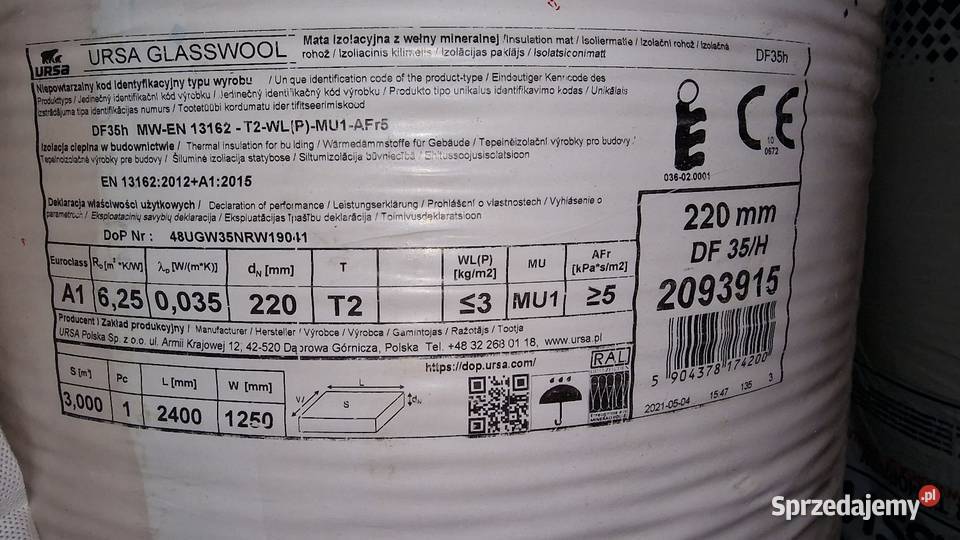 URSA
URSA GLASSWOOL
Mata izolacyjna z wełny mineralnej / Insulation mat / Isoliermatte / Izolační rohož / Izolačná
rohož / Izoliacinis kilimėlis / Izolācijas paklājs / Isolatsiconimatt
DF35h
Niepowtarzalny kod identyfikacyjny typu wyrobu / Unique identification code of the product-type / Eindeutiger Kenncode des
Produkttyps / Jedinečný identifikační kód výrobku / Jedinečný identifikačný kód výrobku / Produkto tipo unikalus identifikavimo kodas / Unikālais
izstrādājuma tipa identifikācijas numurs / Tootetüübi kordumatu identifitseerimiskood
DF35h MW-EN 13162 - T2-WL(P)-MU1-AFr5
Izolacja cieplna w budownictwie / Thermal insulation for building / Wärmedämmstoffe für Gebäude / Tepelněizolační výrobky pro budovy /
Tepelnoizolačné výrobky pre budovy / Šiluminė izoliacija statybose / Siltumizolācija būvniecībā / Ehitussoojusisolatsioon
EN 13162:2012+A1:2015
Deklaracja właściwości użytkowych / Declaration of performance / Leistungserklärung / Prohlášení o vlastnostech / Vyhlásenie o
parametroch / Eksploatacinių savybių deklaracija / Ekspluatācijas īpašību deklarācija / Toimivusdeklaratsioon
DoP Nr : 48UGW35NRW19041
036-02.0001
CE
10
0672
220 mm
DF 35/H
2093915
Euroclass R_D[m²*K/W] λ_D [W/(m*K)] d_N [mm] T WL(P) [kg/m2] MU AFr [kPa*s/m2]
A1 6,25 0,035 220 T2 ≤3 MU1 ≥5
Producent i Zakład produkcyjny / Manufacturer / Hersteller / Výrobce / Výrobca / Gamintojas / Ražotājs / Tootja
URSA Polska Sp. z o.o. ul. Armii Krajowej 12, 42-520 Dąbrowa Górnicza, Polska Tel. +48 32 268 01 18, www.ursa.pl
https://dop.ursa.com/
RAL
S [m²] Pc L [mm] W [mm]
3,000 1 2400 1250
L
W
S
d_N
5 904378 174200
2021-05-04 15:47 135 3
Sprzedajemy.pl